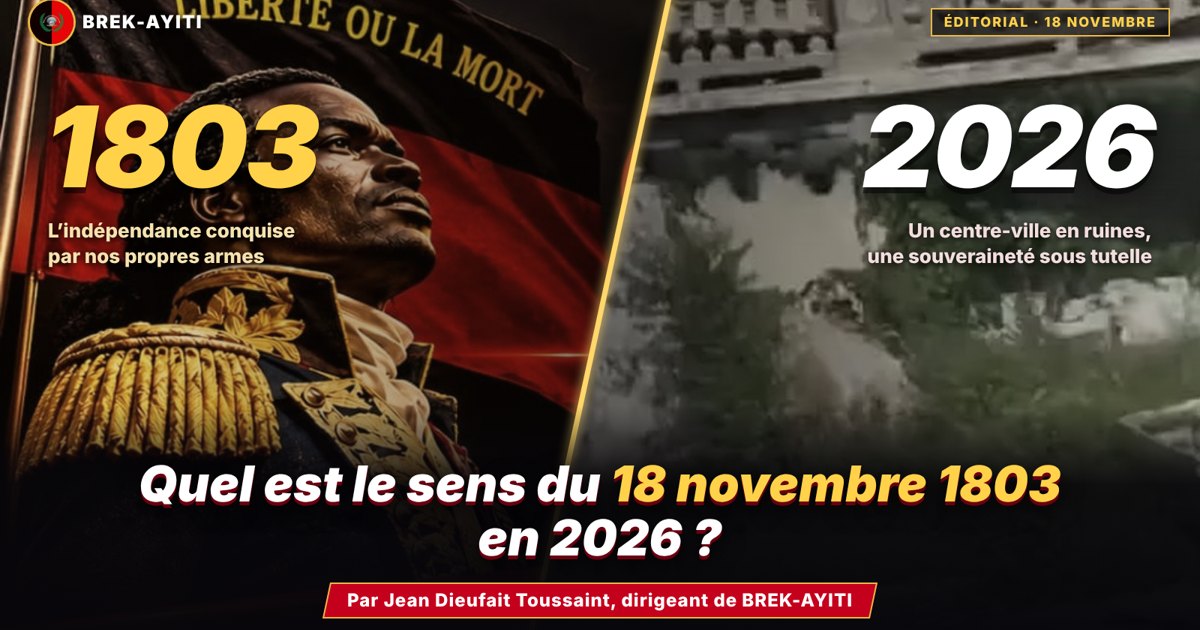 BREK-AYITI
LIBERTÉ OU LA MORT
ÉDITORIAL · 18 NOVEMBRE
1803
L’indépendance conquise
par nos propres armes
2026
Un centre-ville en ruines,
une souveraineté sous tutelle
Quel est le sens du 18 novembre 1803
en 2026 ?
Par Jean Dieufait Toussaint, dirigeant de BREK-AYITI